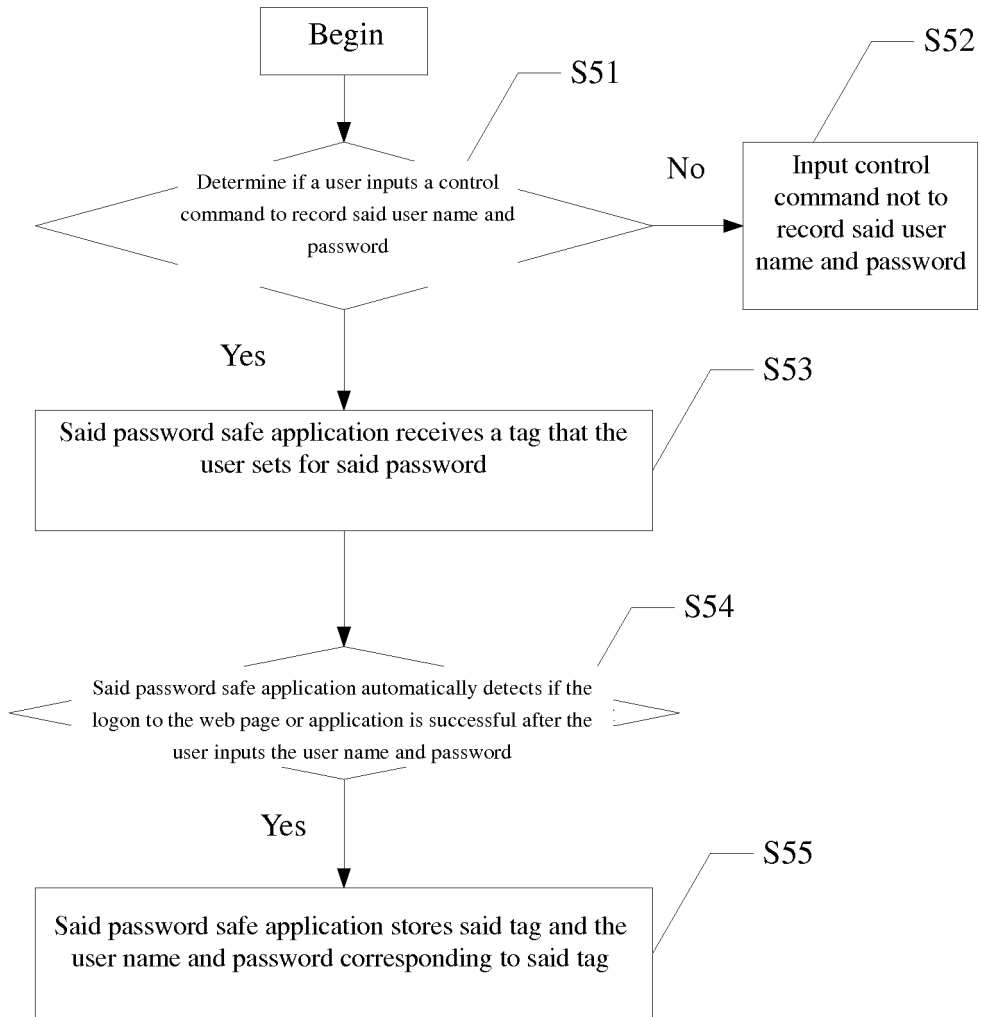 Begin
S51
S52
Determine if a user inputs a control
command to record said user name and
password
No
Input control
command not to
record said user
name and password
Yes
S53
Said password safe application receives a tag that the
user sets for said password
S54
Said password safe application automatically detects if the
logon to the web page or application is successful after the
user inputs the user name and password
Yes
S55
Said password safe application stores said tag and the
user name and password corresponding to said tag